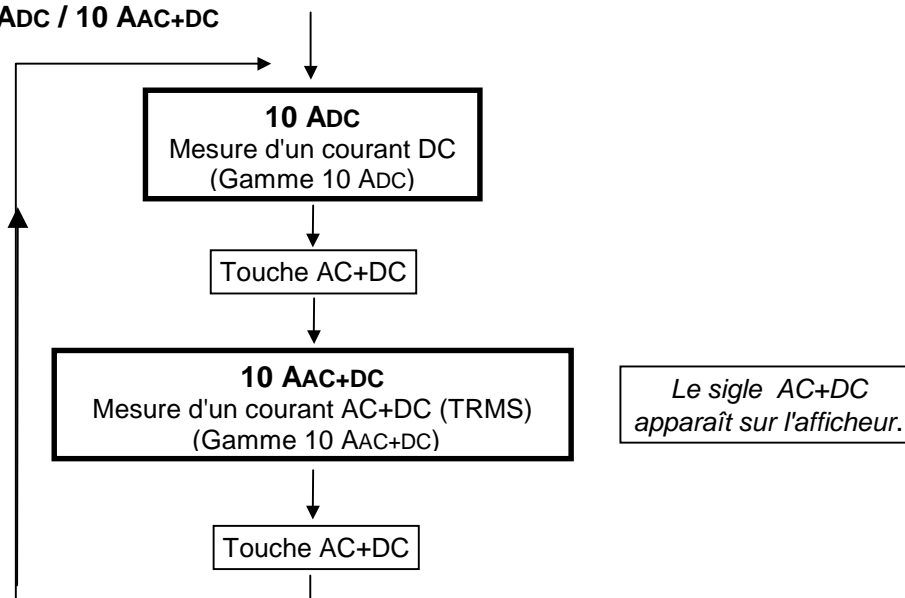 ADC / 10 AAC+DC
10 ADC
Mesure d'un courant DC
(Gamme 10 ADC)
Touche AC+DC
10 AAC+DC
Mesure d'un courant AC+DC (TRMS)
(Gamme 10 AAC+DC)
Le sigle AC+DC
apparaît sur l'afficheur.
Touche AC+DC